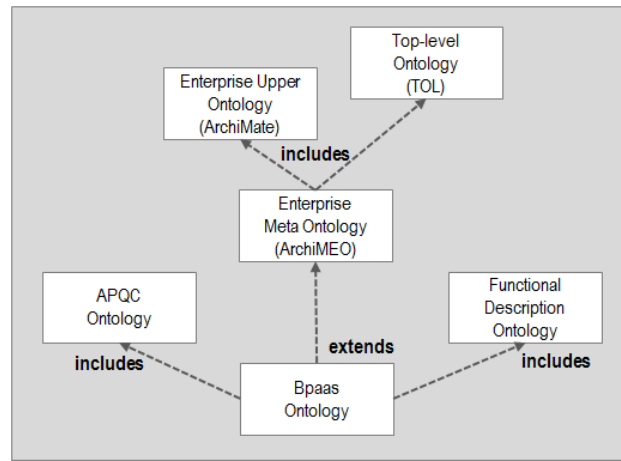 Top-level
Ontology
(TOL)
Enterprise Upper
Ontology
(ArchiMate)
includes
Enterprise
Meta Ontology
(ArchiMEO)
APQC
Ontology
Functional
Description
Ontology
extends
includes
includes
Bpaas
Ontology